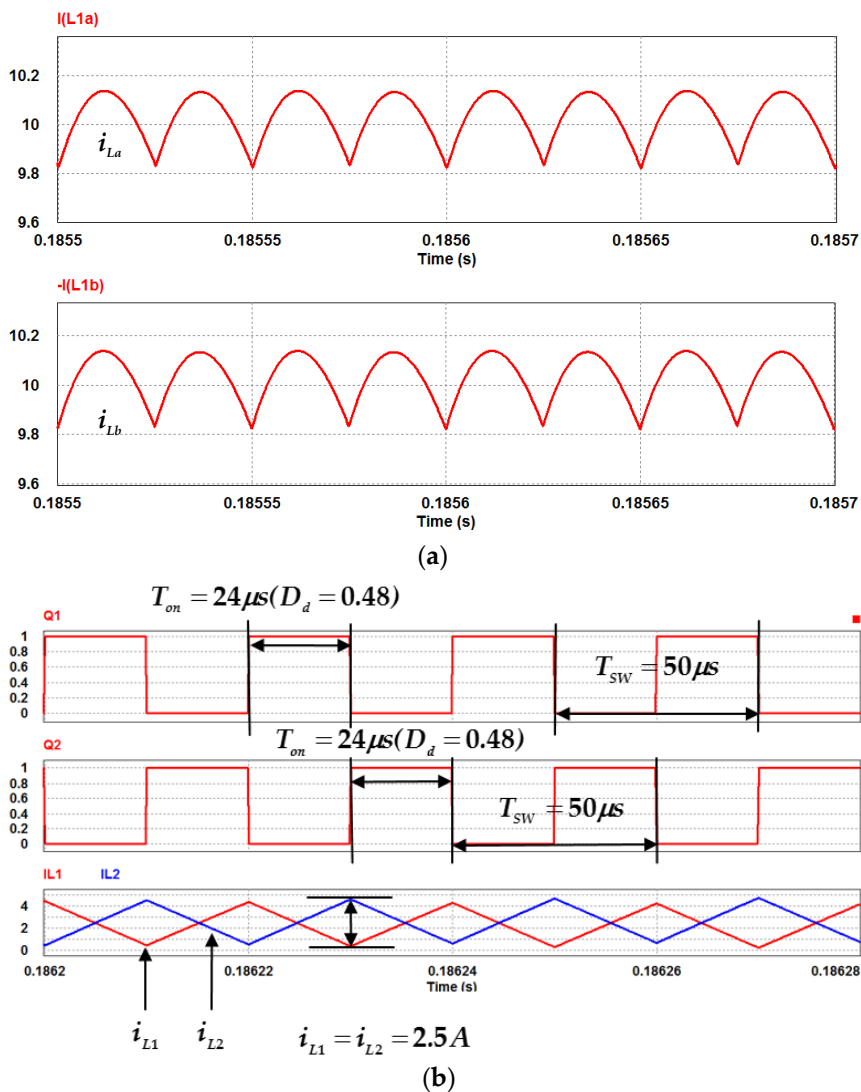 I(L1a)
10.2
10
9.8
9.6
i_La
0.1855 0.18555 0.1856 0.18565 0.1857
Time (s)
-I(L1b)
10.2
10
9.8
9.6
i_Lb
0.1855 0.18555 0.1856 0.18565 0.1857
Time (s)
(a)
T_on = 24μs(D_d = 0.48)
Q1
1
0.8
0.6
0.4
0.2
0
T_SW = 50μs
T_on = 24μs(D_d = 0.48)
Q2
1
0.8
0.6
0.4
0.2
0
T_SW = 50μs
IL1 IL2
4
2
0
0.1862 0.18622 0.18624 0.18626 0.18628
Time (s)
i_L1 i_L2 i_L1 = i_L2 = 2.5A
(b)